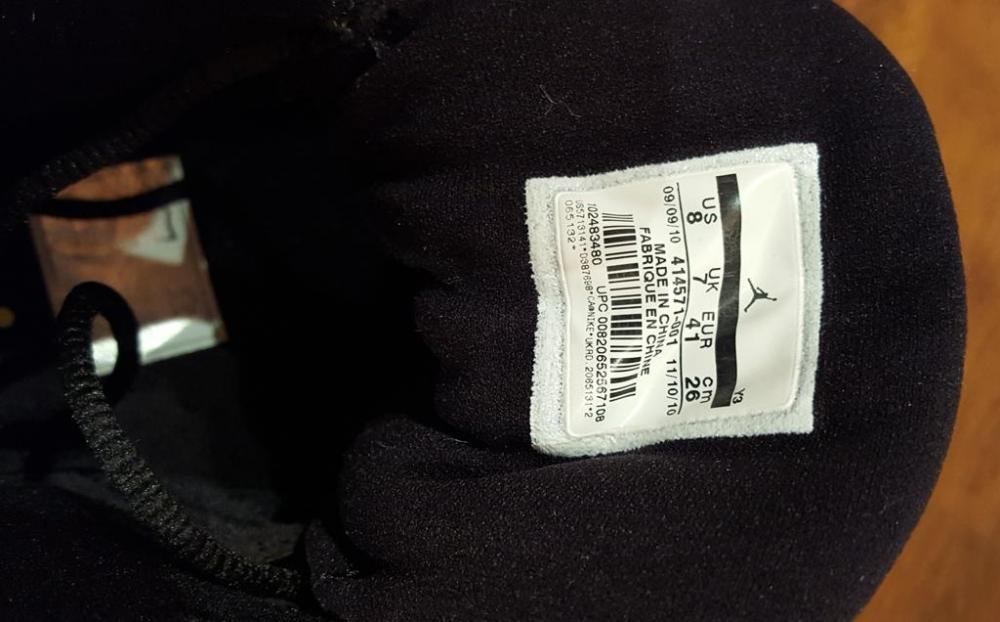 Y3
US UK EUR cm
8 7 41 26
09/09/10 414571-001 11/10/10
MADE IN CHINA
FABRIQUE EN CHINE
UPC 00820652567108